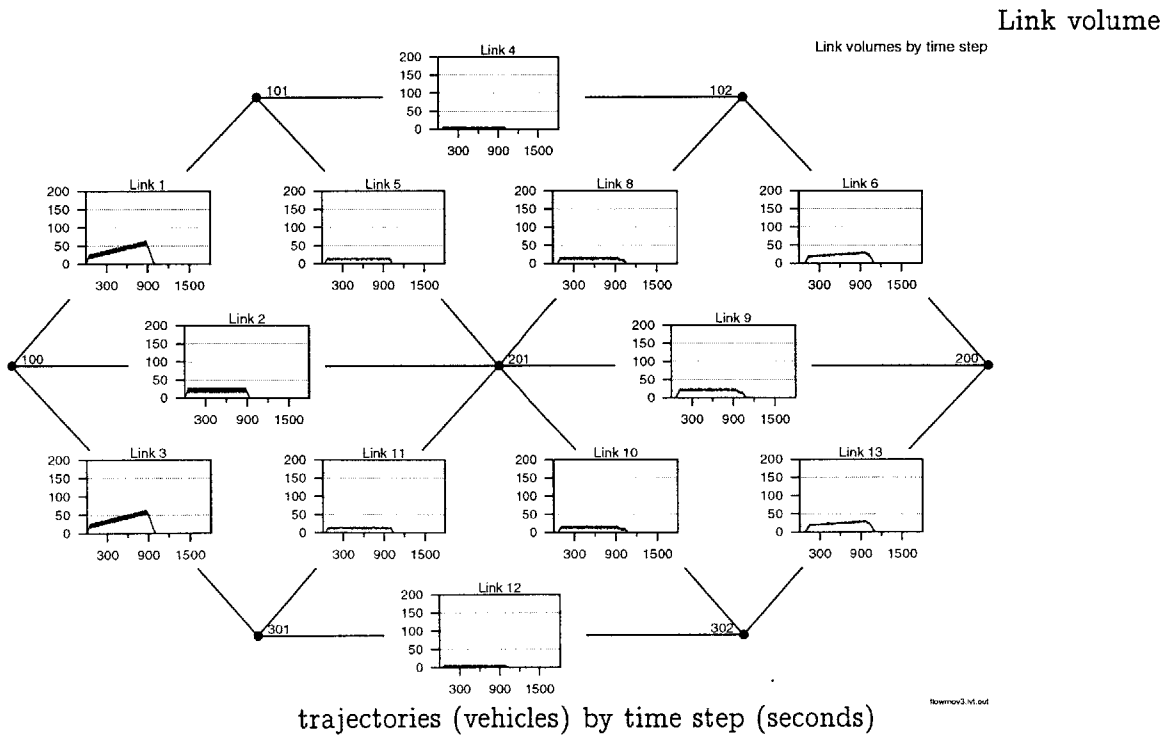 Link volume
Link volumes by time step
Link 4
200
150
100
50
0
300 900 1500
101
102
Link 1
200
150
100
50
0
300 900 1500
Link 5
200
150
100
50
0
300 900 1500
Link 8
200
150
100
50
0
300 900 1500
Link 6
200
150
100
50
0
300 900 1500
Link 2
200
150
100
50
0
300 900 1500
Link 9
200
150
100
50
0
300 900 1500
100
201
200
Link 3
200
150
100
50
0
300 900 1500
Link 11
200
150
100
50
0
300 900 1500
Link 10
200
150
100
50
0
300 900 1500
Link 13
200
150
100
50
0
300 900 1500
Link 12
200
150
100
50
0
300 900 1500
301
302
flowmov3.lvt.out
trajectories (vehicles) by time step (seconds)